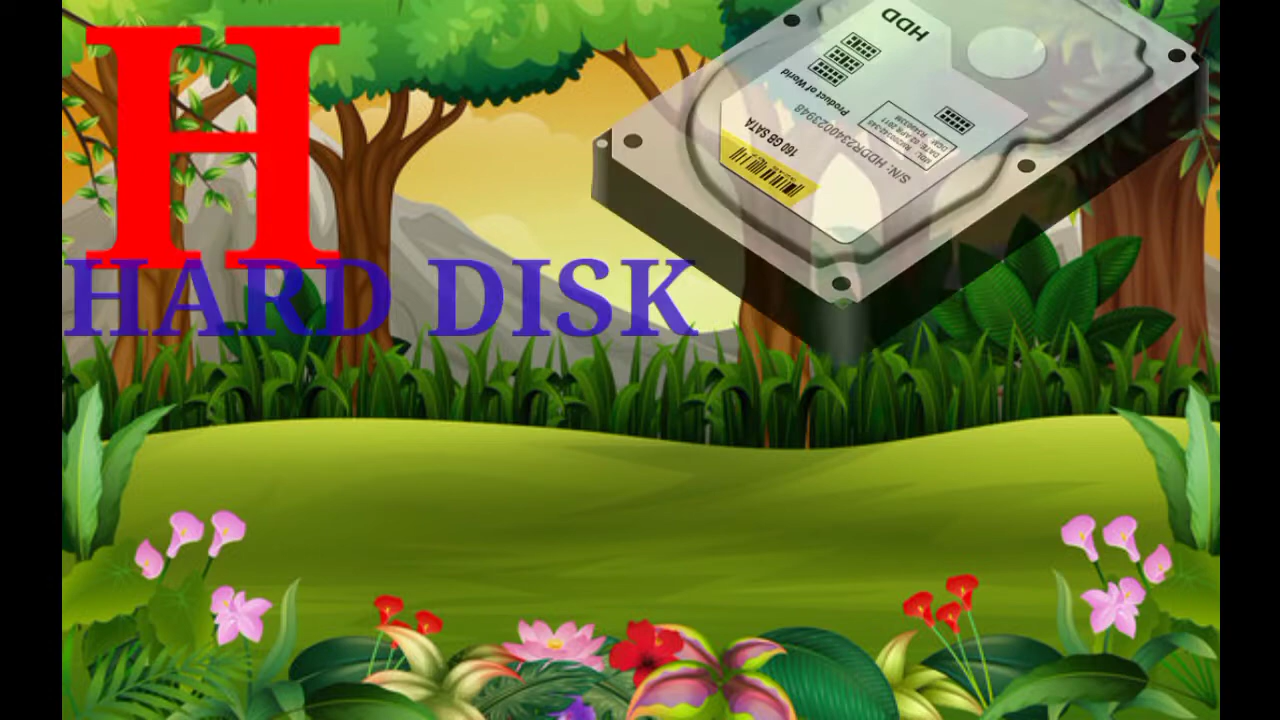 H
HARD DISK
HDD
Product of World
160 GB SATA
S/N: HDDR2340023948